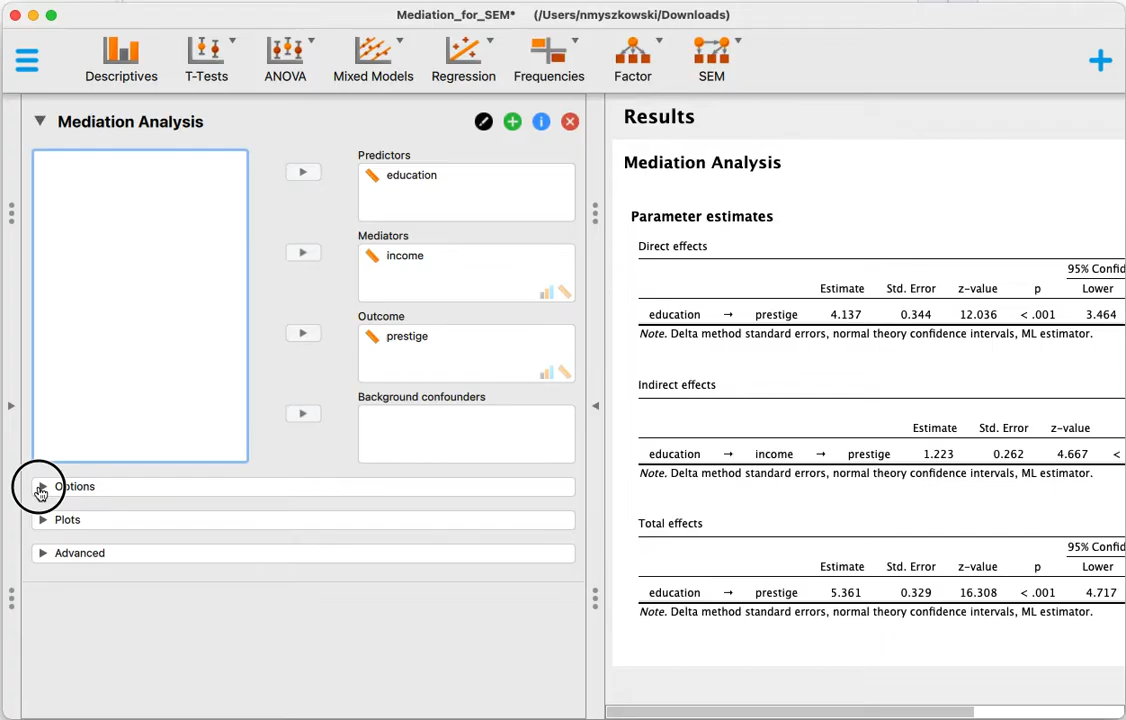 Mediation_for_SEM* (/Users/nmyszkowski/Downloads)
Descriptives T-Tests ANOVA Mixed Models Regression Frequencies Factor SEM
Mediation Analysis
Predictors
education
Mediators
income
Outcome
prestige
Background confounders
Options
Plots
Advanced
Results
Mediation Analysis
Parameter estimates
Direct effects
95% Confid
Estimate Std. Error z-value p Lower
education → prestige 4.137 0.344 12.036 < .001 3.464
Note. Delta method standard errors, normal theory confidence intervals, ML estimator.
Indirect effects
Estimate Std. Error z-value
education → income → prestige 1.223 0.262 4.667 <
Note. Delta method standard errors, normal theory confidence intervals, ML estimator.
Total effects
95% Confid
Estimate Std. Error z-value p Lower
education → prestige 5.361 0.329 16.308 < .001 4.717
Note. Delta method standard errors, normal theory confidence intervals, ML estimator.